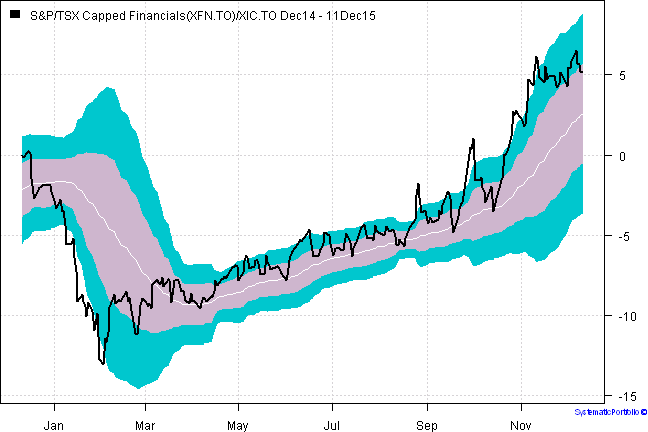 S&P/TSX Capped Financials(XFN.TO)/XIC.TO Dec14 - 11Dec15
5
0
-5
-10
-15
Jan Mar May Jul Sep Nov
SystematicPortfolio ©